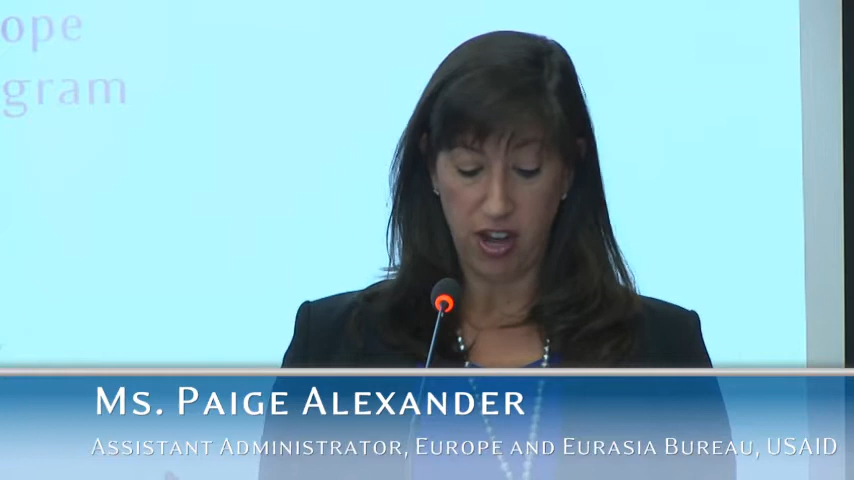 ope
gram
Ms. Paige Alexander
Assistant Administrator, Europe and Eurasia Bureau, USAID